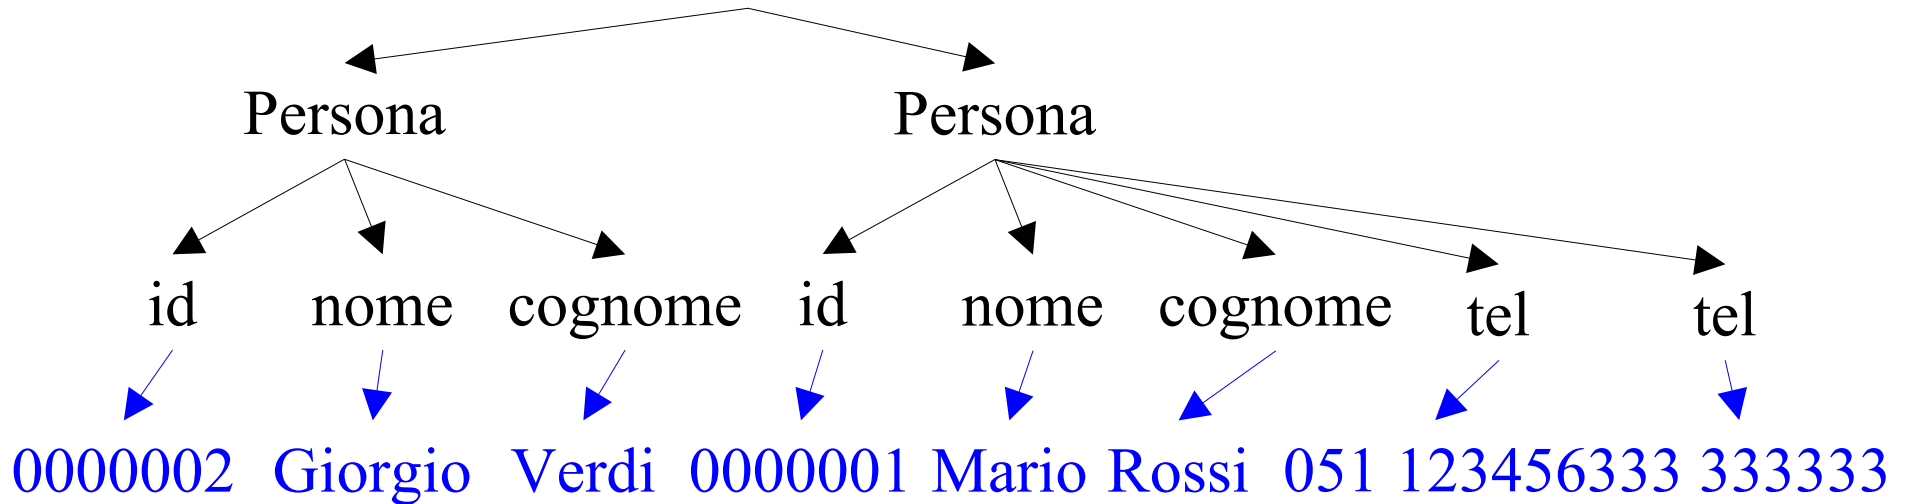 Persona Persona
id nome cognome id nome cognome tel tel
0000002 Giorgio Verdi 0000001 Mario Rossi 051 123456333 333333